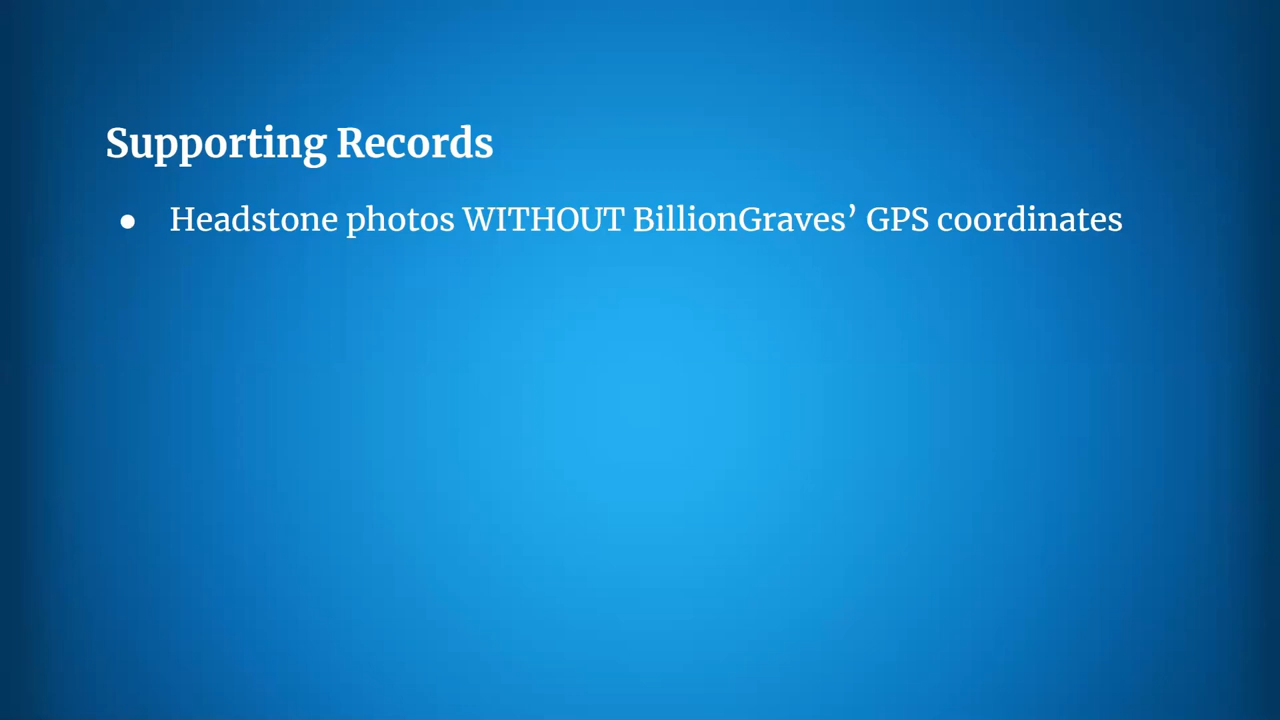 Supporting Records
● Headstone photos WITHOUT BillionGraves’ GPS coordinates